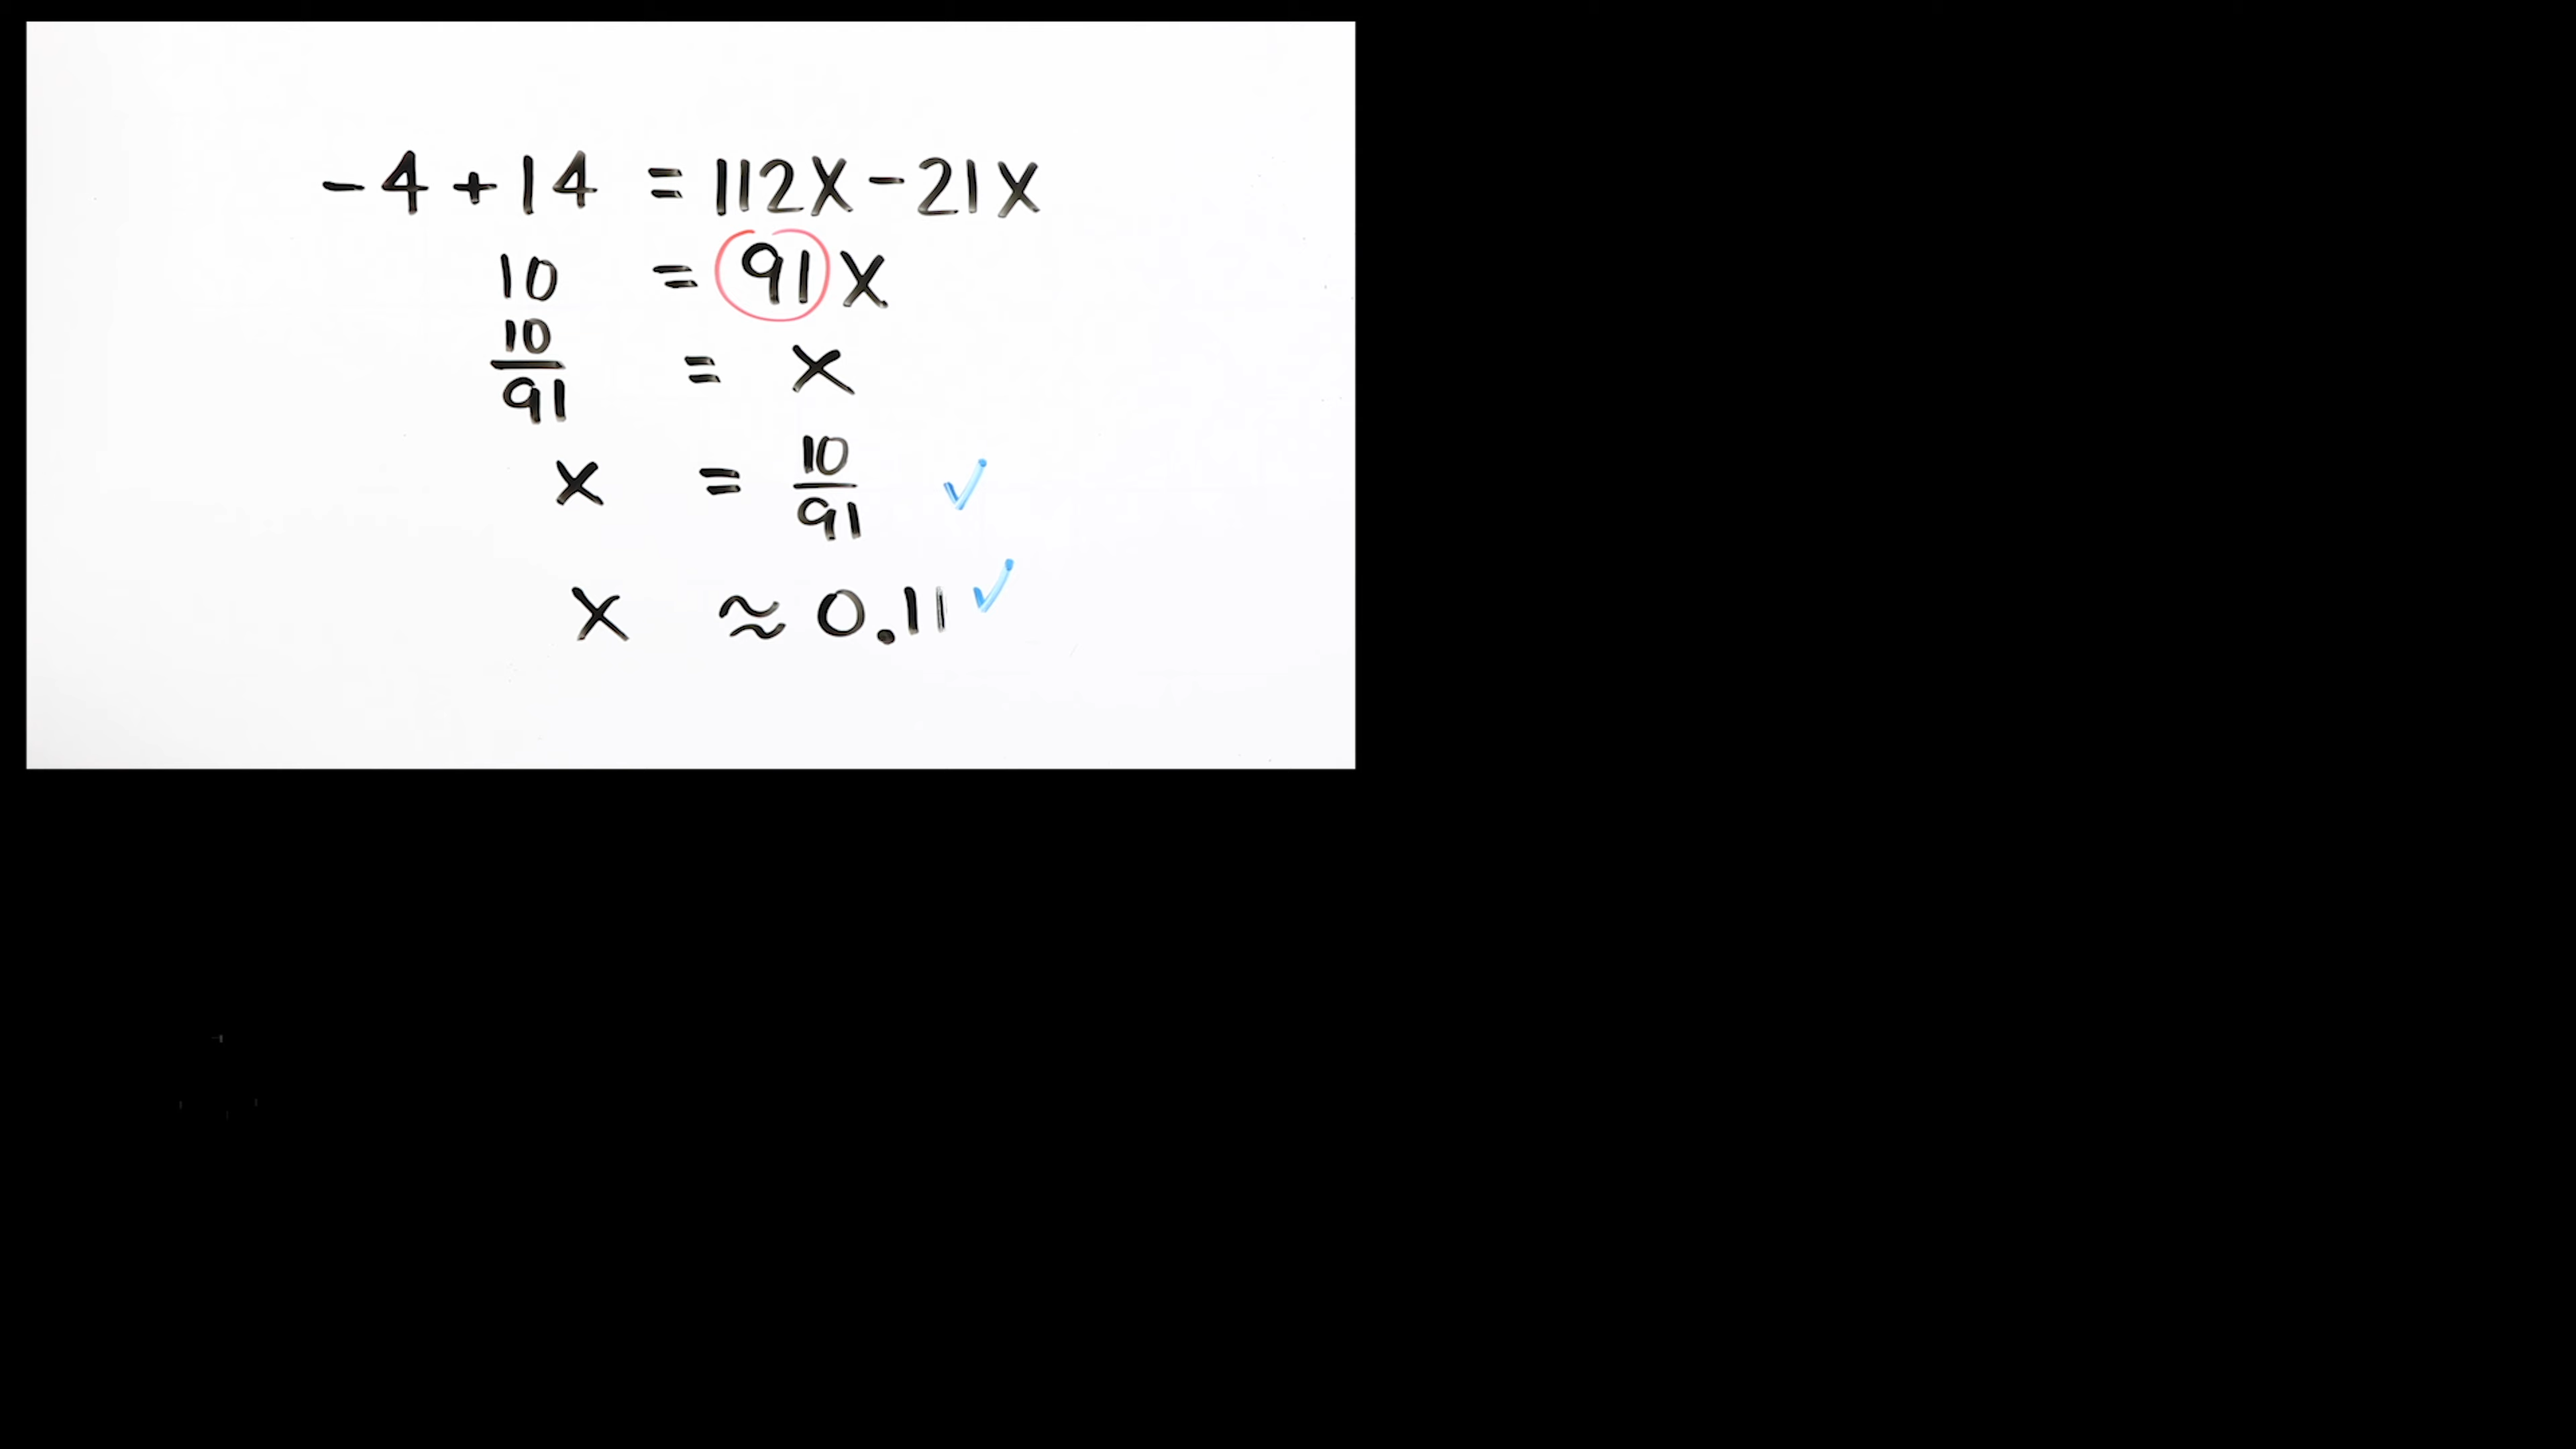 -4+14 = 112x-21x
10 = 91x
10/91 = x
x = 10/91 ✓
x ≈ 0.11 ✓